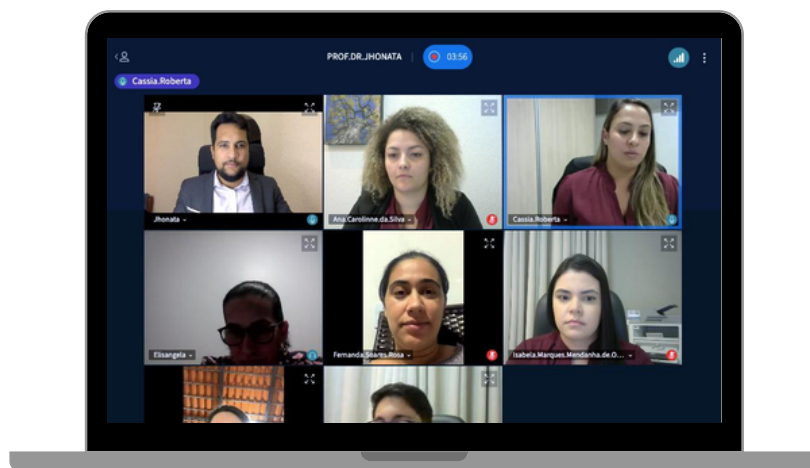 PROF.DR.JHONATA
03:56
Cassia.Roberta
Jhonata
Ana.Carolinne.da.Silva
Cassia.Roberta
Elisangela
Fernanda.Soares.Rosa
Isabela.Marques.Mendanha.de.O...